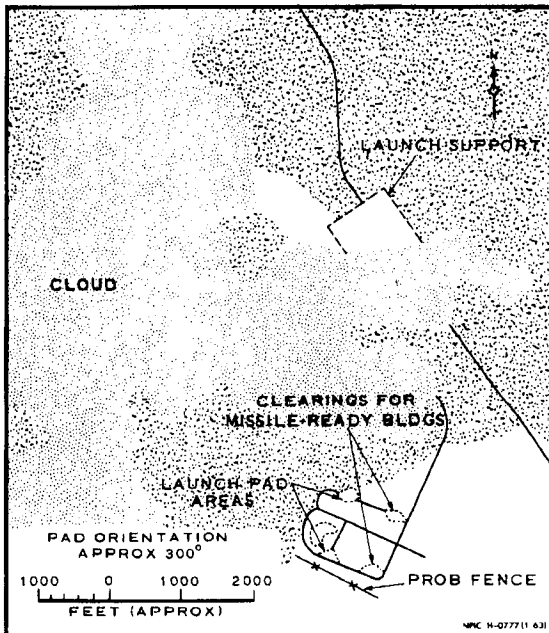 N
LAUNCH SUPPORT
CLOUD
CLEARINGS FOR
MISSILE-READY BLDGS
LAUNCH PAD
AREAS
PAD ORIENTATION
APPROX 300°
1000 0 1000 2000
FEET (APPROX)
PROB FENCE
NPIC H-0777 (1/63)